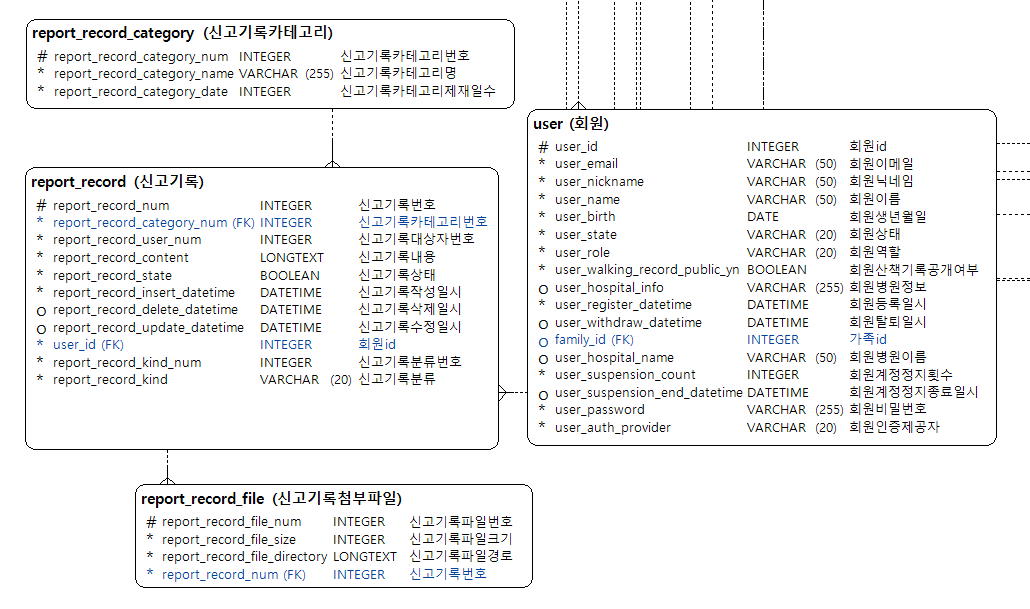 report_record_category (신고기록카테고리)
# report_record_category_num INTEGER 신고기록카테고리번호
* report_record_category_name VARCHAR (255) 신고기록카테고리명
* report_record_category_date INTEGER 신고기록카테고리제재일수
report_record (신고기록)
# report_record_num INTEGER 신고기록번호
* report_record_category_num (FK) INTEGER 신고기록카테고리번호
* report_record_user_num INTEGER 신고기록대상자번호
* report_record_content LONGTEXT 신고기록내용
* report_record_state BOOLEAN 신고기록상태
* report_record_insert_datetime DATETIME 신고기록작성일시
o report_record_delete_datetime DATETIME 신고기록삭제일시
o report_record_update_datetime DATETIME 신고기록수정일시
* user_id (FK) INTEGER 회원id
* report_record_kind_num INTEGER 신고기록분류번호
* report_record_kind VARCHAR (20) 신고기록분류
user (회원)
# user_id INTEGER 회원id
* user_email VARCHAR (50) 회원이메일
* user_nickname VARCHAR (50) 회원닉네임
* user_name VARCHAR (50) 회원이름
* user_birth DATE 회원생년월일
* user_state VARCHAR (20) 회원상태
* user_role VARCHAR (20) 회원역할
* user_walking_record_public_yn BOOLEAN 회원산책기록공개여부
o user_hospital_info VARCHAR (255) 회원병원정보
* user_register_datetime DATETIME 회원등록일시
o user_withdraw_datetime DATETIME 회원탈퇴일시
o family_id (FK) INTEGER 가족id
o user_hospital_name VARCHAR (50) 회원병원이름
* user_suspension_count INTEGER 회원계정정지횟수
o user_suspension_end_datetime DATETIME 회원계정정지종료일시
* user_password VARCHAR (255) 회원비밀번호
* user_auth_provider VARCHAR (20) 회원인증제공자
report_record_file (신고기록첨부파일)
# report_record_file_num INTEGER 신고기록파일번호
* report_record_file_size INTEGER 신고기록파일크기
* report_record_file_directory LONGTEXT 신고기록파일경로
* report_record_num (FK) INTEGER 신고기록번호